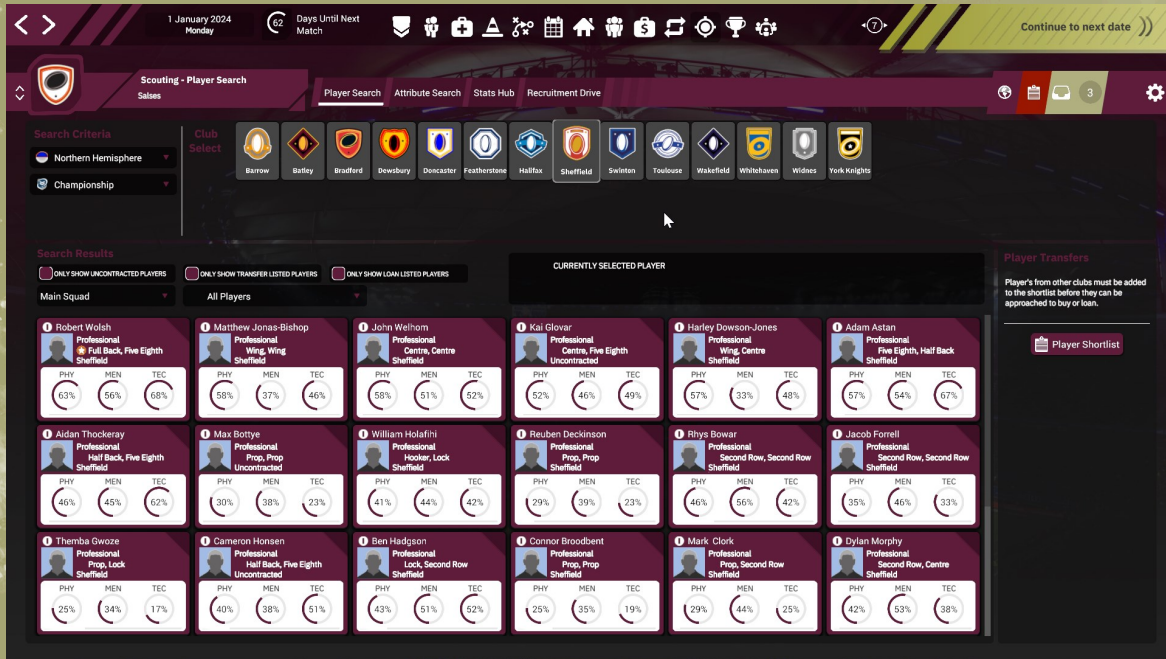 1 January 2024
Monday
62
Days Until Next
Match
7
Continue to next date
Scouting - Player Search
Salses
Player Search
Attribute Search
Stats Hub
Recruitment Drive
3
Search Criteria
Northern Hemisphere
Championship
Club
Select
Barrow
Batley
Bradford
Dewsbury
Doncaster
Featherstone
Halifax
Sheffield
Swinton
Toulouse
Wakefield
Whitehaven
Widnes
York Knights
Search Results
ONLY SHOW UNCONTRACTED PLAYERS
ONLY SHOW TRANSFER LISTED PLAYERS
ONLY SHOW LOAN LISTED PLAYERS
Main Squad
All Players
CURRENTLY SELECTED PLAYER
Player Transfers
Player's from other clubs must be added
to the shortlist before they can be
approached to buy or loan.
Player Shortlist
Robert Wolsh
Professional
Full Back, Five Eighth
Sheffield
PHY MEN TEC
63% 56% 68%
Matthew Jonas-Bishop
Professional
Wing, Wing
Sheffield
PHY MEN TEC
58% 37% 46%
John Welhom
Professional
Centre, Centre
Sheffield
PHY MEN TEC
58% 51% 52%
Kai Glovar
Professional
Centre, Five Eighth
Uncontracted
PHY MEN TEC
52% 46% 49%
Harley Dowson-Jones
Professional
Wing, Centre
Sheffield
PHY MEN TEC
57% 33% 48%
Adam Astan
Professional
Five Eighth, Half Back
Sheffield
PHY MEN TEC
57% 54% 67%
Aidan Thockeray
Professional
Half Back, Five Eighth
Sheffield
PHY MEN TEC
46% 45% 62%
Max Bottye
Professional
Prop, Prop
Uncontracted
PHY MEN TEC
30% 38% 23%
William Holafihi
Professional
Hooker, Lock
Sheffield
PHY MEN TEC
41% 44% 42%
Reuben Deckinson
Professional
Prop, Prop
Sheffield
PHY MEN TEC
29% 39% 23%
Rhys Bowar
Professional
Second Row, Second Row
Sheffield
PHY MEN TEC
46% 56% 42%
Jacob Forrell
Professional
Second Row, Second Row
Sheffield
PHY MEN TEC
35% 46% 33%
Themba Gwoze
Professional
Prop, Lock
Sheffield
PHY MEN TEC
25% 34% 17%
Cameron Honsen
Professional
Half Back, Five Eighth
Uncontracted
PHY MEN TEC
40% 38% 51%
Ben Hadgson
Professional
Lock, Second Row
Sheffield
PHY MEN TEC
43% 51% 52%
Connor Broodbent
Professional
Prop, Prop
Sheffield
PHY MEN TEC
25% 35% 19%
Mark Clork
Professional
Prop, Second Row
Sheffield
PHY MEN TEC
29% 44% 25%
Dylan Morphy
Professional
Second Row, Centre
Sheffield
PHY MEN TEC
42% 53% 38%